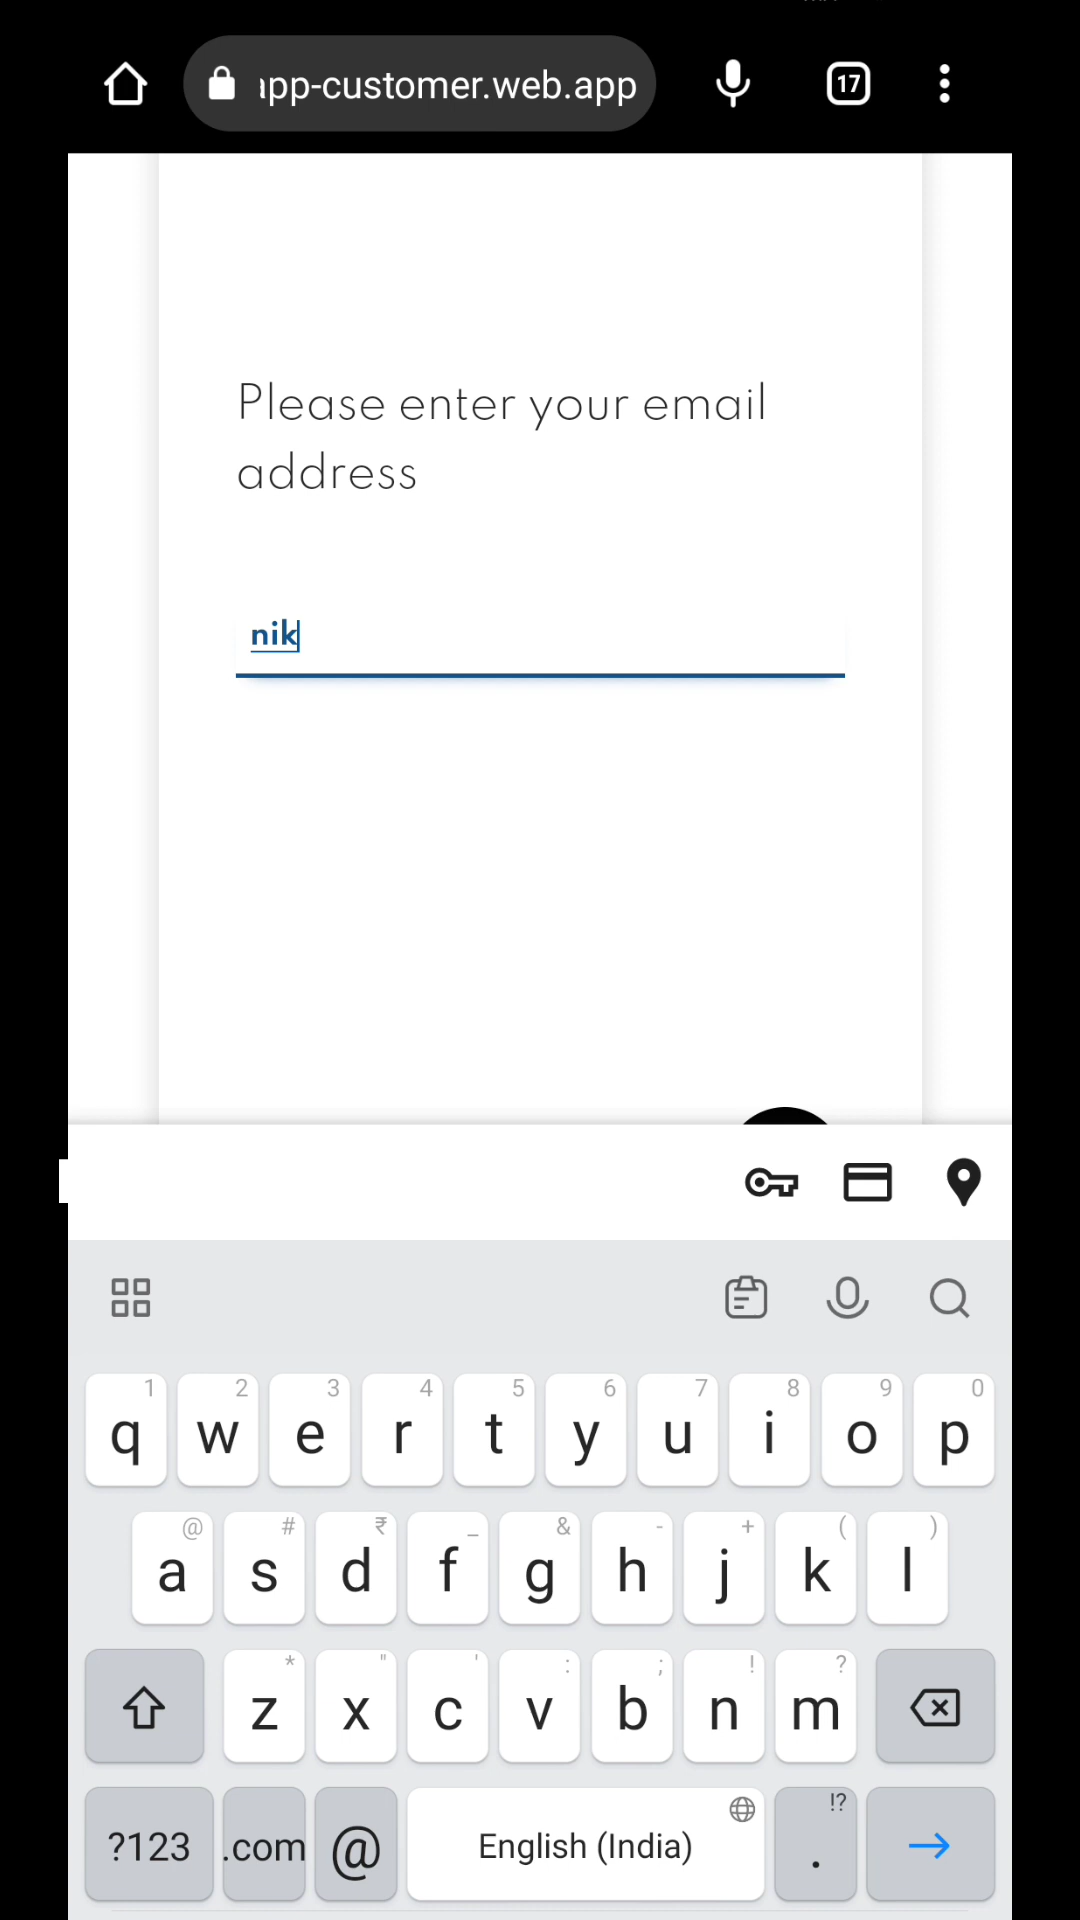 app-customer.web.app
17
Please enter your email
address
nik
1 2 3 4 5 6 7 8 9 0
q w e r t y u i o p
@ # ₹ _ & - + ( )
a s d f g h j k l
* " ' : ; ! ?
z x c v b n m
!?
?123 .com @ English (India) .